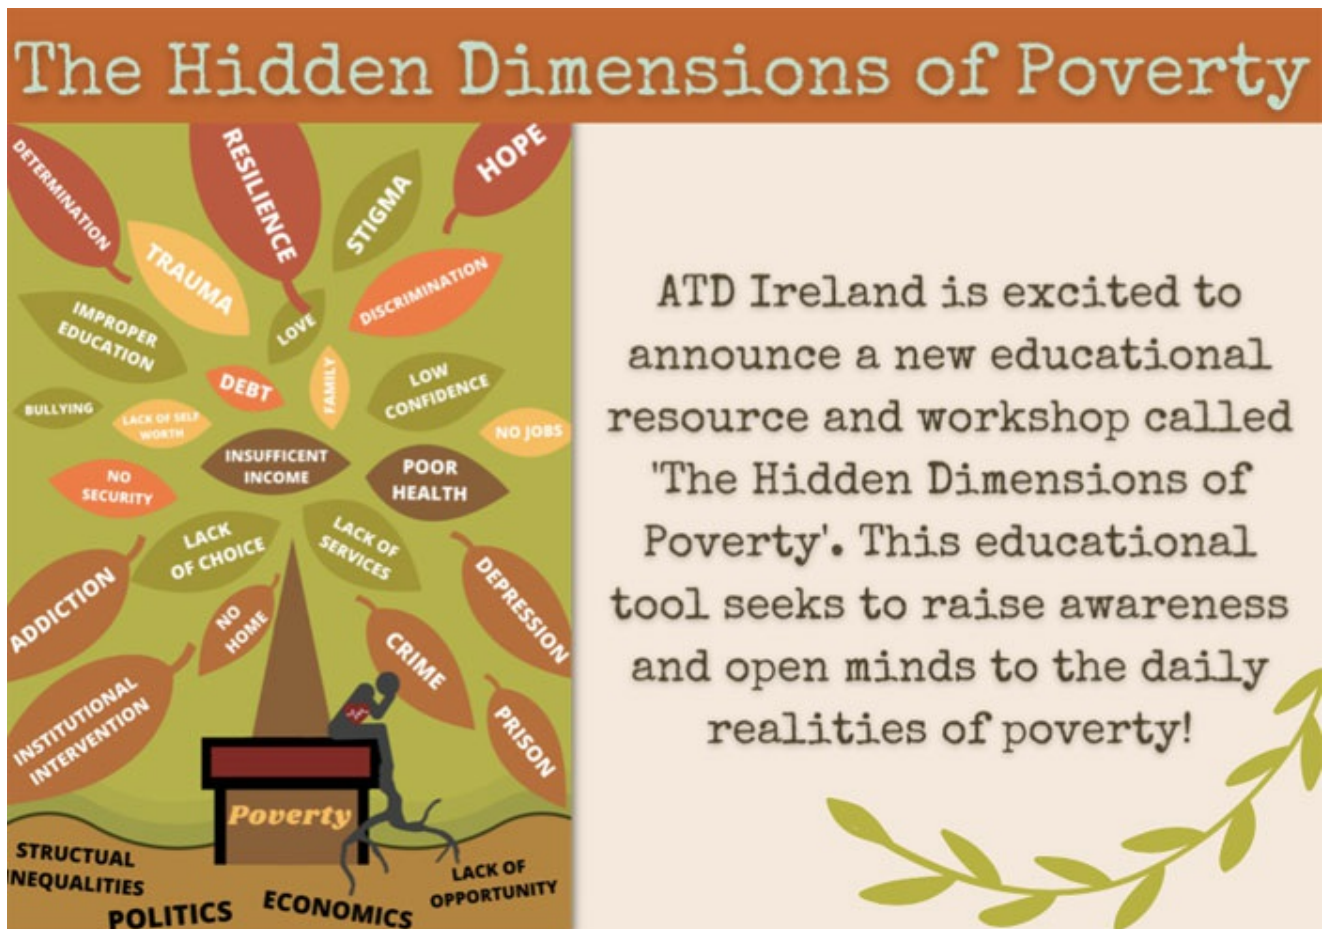 The Hidden Dimensions of Poverty
DETERMINATION
RESILIENCE
STIGMA
HOPE
TRAUMA
DISCRIMINATION
IMPROPER
EDUCATION
LOVE
DEBT
FAMILY
LOW
CONFIDENCE
BULLYING
LACK OF SELF
WORTH
NO JOBS
INSUFFICENT
INCOME
POOR
HEALTH
NO
SECURITY
LACK
OF CHOICE
LACK OF
SERVICES
ADDICTION
NO
HOME
CRIME
DEPRESSION
INSTITUTIONAL
INTERVENTION
PRISON
Poverty
STRUCTUAL
INEQUALITIES
POLITICS
ECONOMICS
LACK OF
OPPORTUNITY
ATD Ireland is excited to
announce a new educational
resource and workshop called
'The Hidden Dimensions of
Poverty'. This educational
tool seeks to raise awareness
and open minds to the daily
realities of poverty!